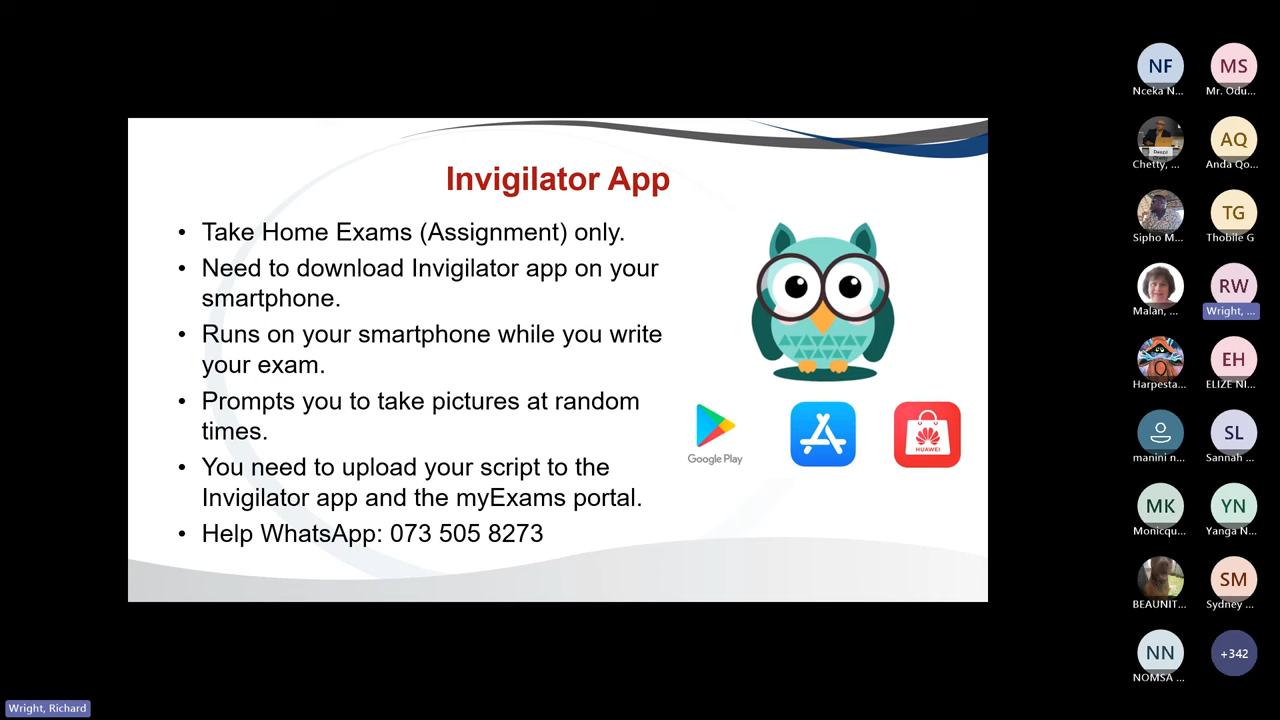 Invigilator App
• Take Home Exams (Assignment) only.
• Need to download Invigilator app on your
smartphone.
• Runs on your smartphone while you write
your exam.
• Prompts you to take pictures at random
times.
• You need to upload your script to the
Invigilator app and the myExams portal.
• Help WhatsApp: 073 505 8273
Google Play
HUAWEI
NF
Nceka N...
MS
Mr. Odu...
Chetty, ...
AQ
Anda Qo...
Sipho M...
TG
Thobile G
Malan, ...
RW
Wright, ...
Harpesta...
EH
ELIZE NI...
manini n...
SL
Sannah ...
MK
Monicqu...
YN
Yanga N...
BEAUNIT...
SM
Sydney ...
NN
NOMSA ...
+342
Wright, Richard